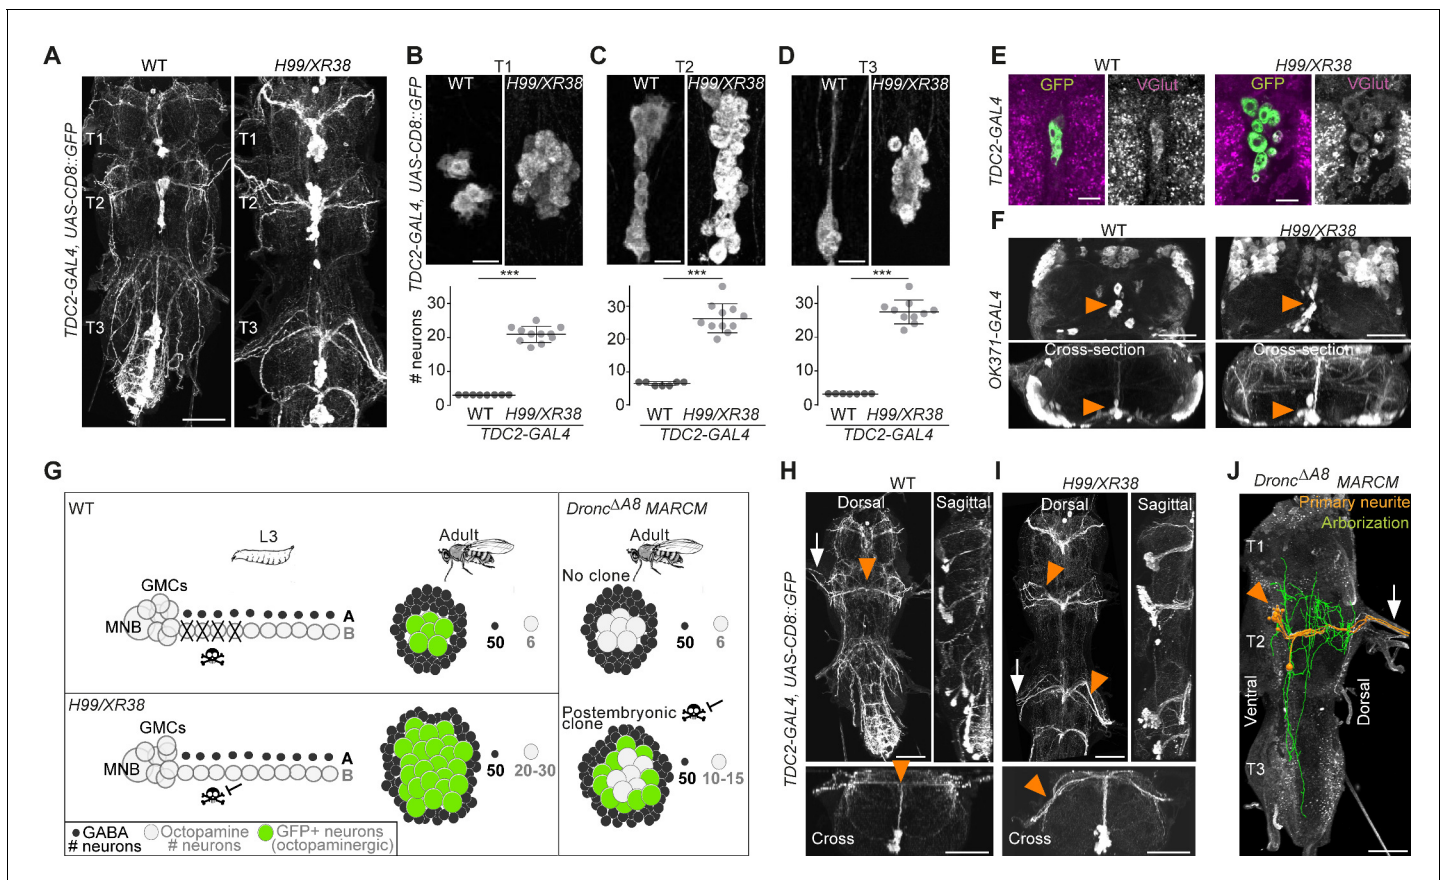 A
WT
H99/XR38
TDC2-GAL4, UAS-CD8::GFP
T1
T2
T3
B
T1
WT
H99/XR38
TDC2-GAL4, UAS-CD8::GFP
C
T2
WT
H99/XR38
D
T3
WT
H99/XR38
***
# neurons
30
20
10
0
WT
H99/XR38
TDC2-GAL4
***
30
20
10
0
WT
H99/XR38
TDC2-GAL4
***
30
20
10
0
WT
H99/XR38
TDC2-GAL4
E
WT
H99/XR38
TDC2-GAL4
GFP
VGlut
GFP
VGlut
F
WT
H99/XR38
OK371-GAL4
Cross-section
Cross-section
G
WT
L3
GMCs
MNB
A
B
Adult
50
6
DroncΔA8 MARCM
Adult
No clone
50
6
H99/XR38
GMCs
MNB
A
B
50
20-30
Postembryonic
clone
50
10-15
GABA
# neurons
Octopamine
# neurons
GFP+ neurons
(octopaminergic)
H
WT
Dorsal
Sagittal
TDC2-GAL4, UAS-CD8::GFP
Cross
I
H99/XR38
Dorsal
Sagittal
Cross
J
DroncΔA8 MARCM
Primary neurite
Arborization
T1
T2
T3
Ventral
Dorsal